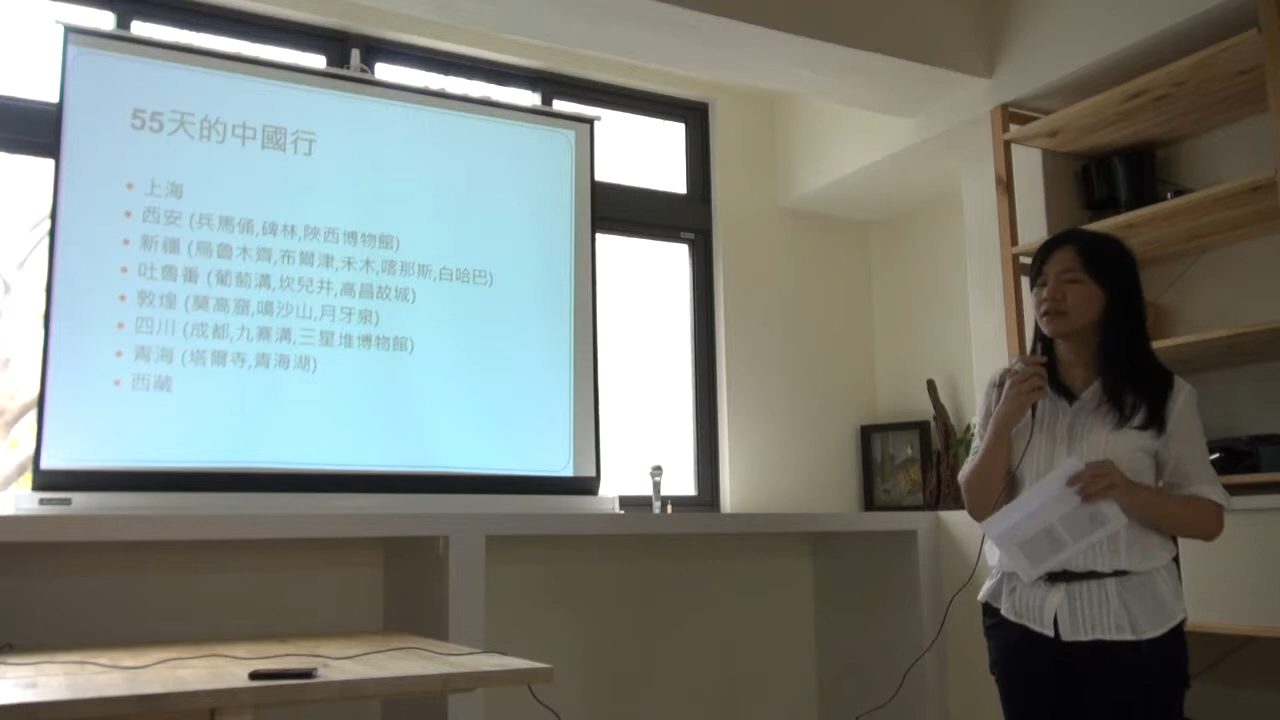 55天的中國行
上海
西安 (兵馬俑,碑林,陝西博物館)
新疆 (烏魯木齊,布爾津,禾木,喀那斯,白哈巴)
吐魯番 (葡萄溝,坎兒井,高昌故城)
敦煌 (莫高窟,鳴沙山,月牙泉)
四川 (成都,九寨溝,三星堆博物館)
青海 (塔爾寺,青海湖)
西藏